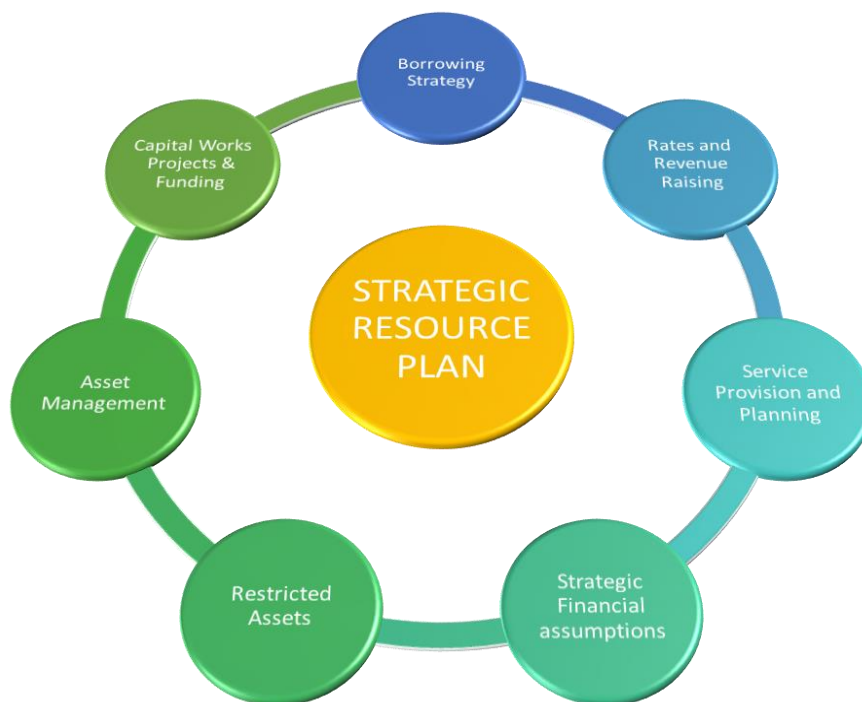 Borrowing
Strategy
Rates and
Revenue
Raising
Service
Provision and
Planning
Strategic
Financial
assumptions
Restricted
Assets
Asset
Management
Capital Works
Projects &
Funding
STRATEGIC
RESOURCE
PLAN